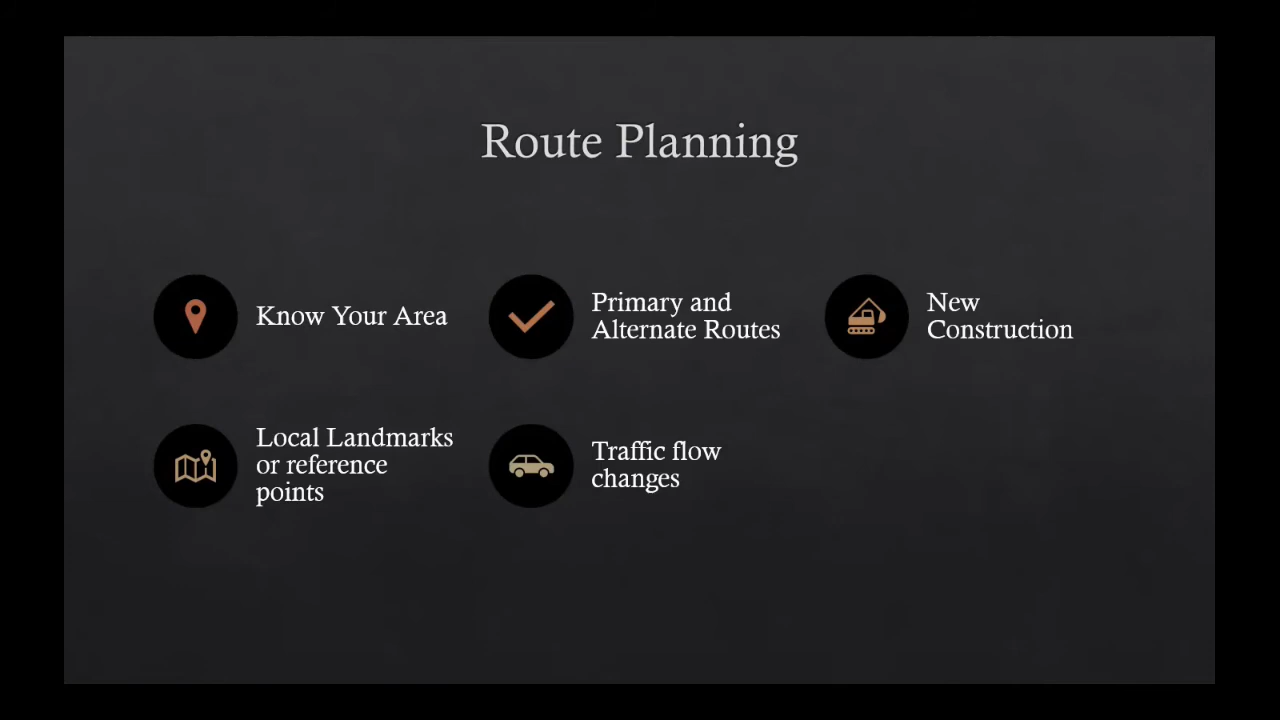 Route Planning
Know Your Area
Primary and
Alternate Routes
New
Construction
Local Landmarks
or reference
points
Traffic flow
changes